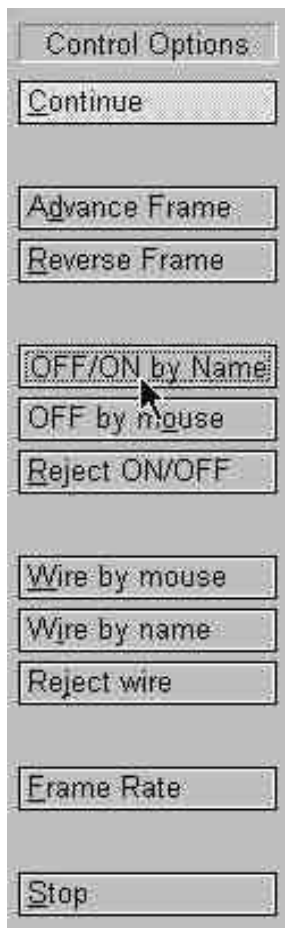 Control Options
Continue
Advance Frame
Reverse Frame
OFF/ON by Name
OFF by mouse
Reject ON/OFF
Wire by mouse
Wire by name
Reject wire
Frame Rate
Stop